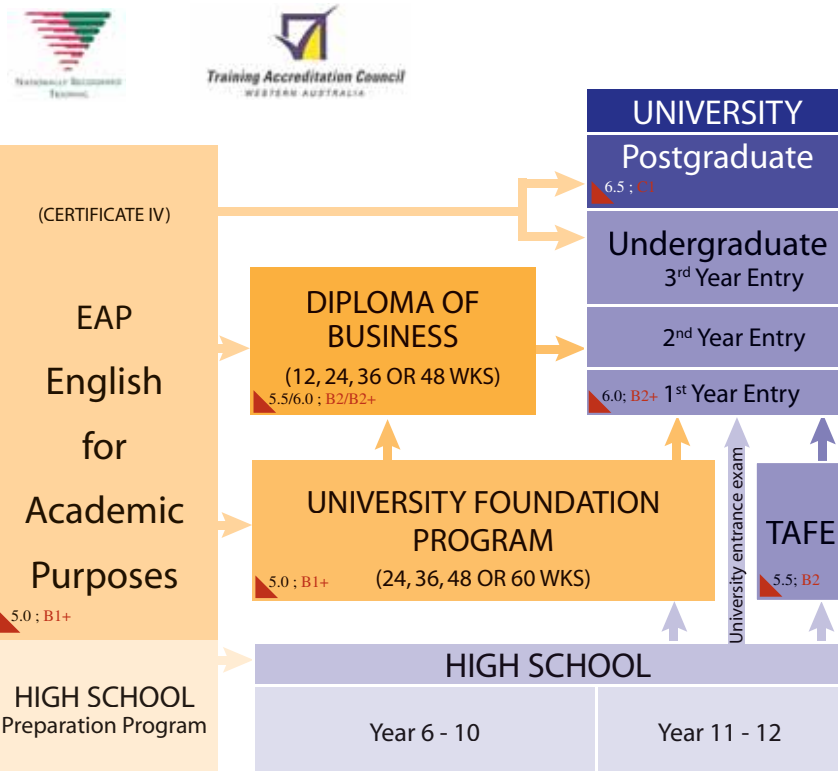 NATIONALLY RECOGNISED
TRAINING
Training Accreditation Council
WESTERN AUSTRALIA
UNIVERSITY
Postgraduate
6.5 ; C1
(CERTIFICATE IV)
Undergraduate
3rd Year Entry
EAP
English
for
Academic
Purposes
5.0 ; B1+
DIPLOMA OF
BUSINESS
(12, 24, 36 OR 48 WKS)
5.5/6.0 ; B2/B2+
2nd Year Entry
6.0; B2+ 1st Year Entry
UNIVERSITY FOUNDATION
PROGRAM
(24, 36, 48 OR 60 WKS)
5.0 ; B1+
University entrance exam
TAFE
5.5; B2
HIGH SCHOOL
Preparation Program
HIGH SCHOOL
Year 6 - 10
Year 11 - 12